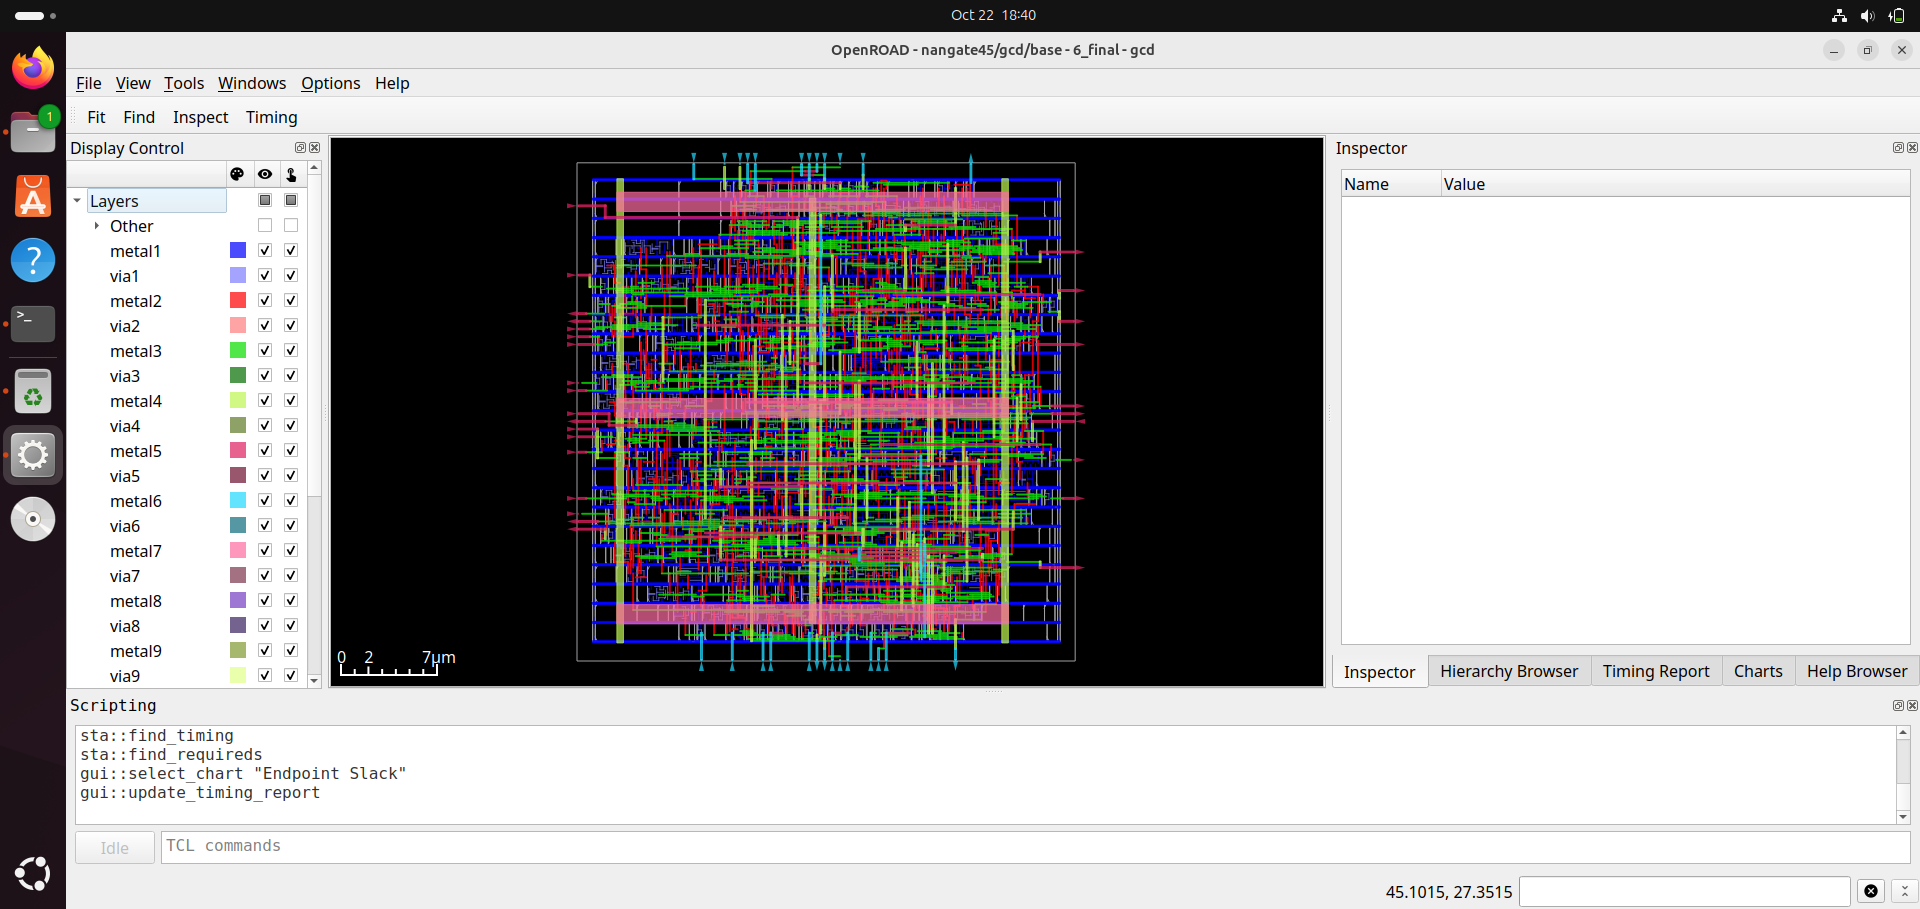 Oct 22 18:40
OpenROAD - nangate45/gcd/base - 6_final - gcd
File View Tools Windows Options Help
Fit Find Inspect Timing
Display Control
Layers
Other
metal1
via1
metal2
via2
metal3
via3
metal4
via4
metal5
via5
metal6
via6
metal7
via7
metal8
via8
metal9
via9
0 2 7μm
Inspector
Name Value
Inspector Hierarchy Browser Timing Report Charts Help Browser
Scripting
sta::find_timing
sta::find_requireds
gui::select_chart "Endpoint Slack"
gui::update_timing_report
Idle TCL commands
45.1015, 27.3515
1